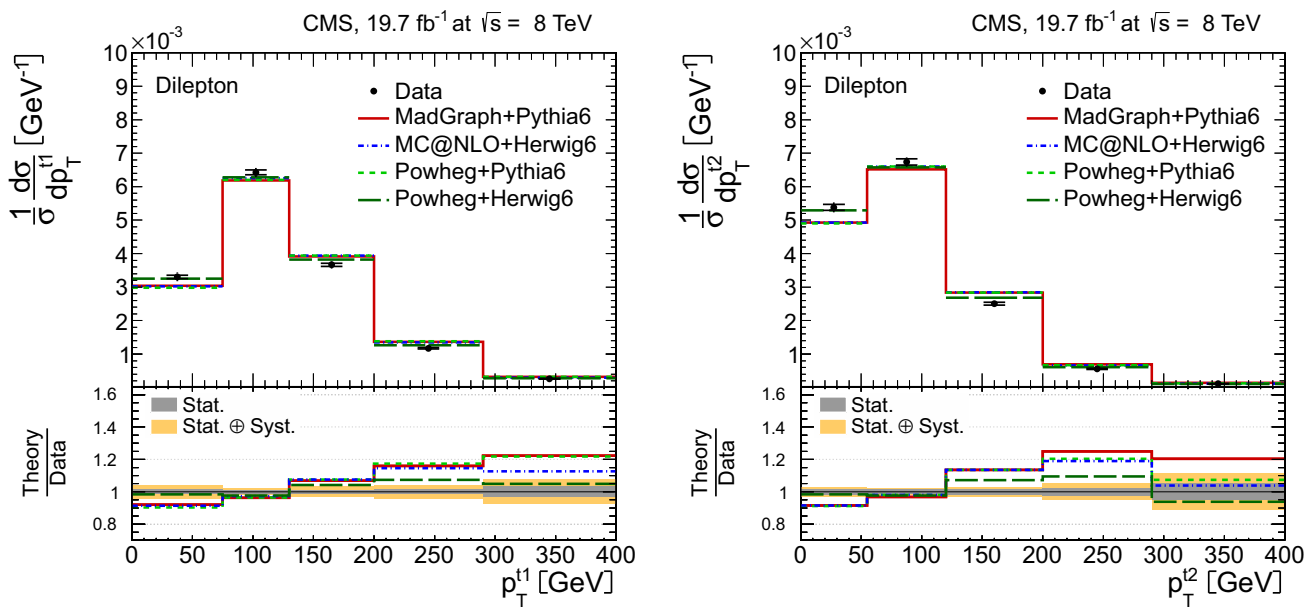 CMS, 19.7 fb⁻¹ at √s = 8 TeV
×10⁻³
10
9
8
7
6
5
4
3
2
1
1/σ dσ/dp_T^t1 [GeV⁻¹]
Dilepton
Data
MadGraph+Pythia6
MC@NLO+Herwig6
Powheg+Pythia6
Powheg+Herwig6
1.6
1.4
1.2
1
0.8
Theory/Data
Stat.
Stat. ⊕ Syst.
0 50 100 150 200 250 300 350 400
p_T^t1 [GeV]
CMS, 19.7 fb⁻¹ at √s = 8 TeV
×10⁻³
10
9
8
7
6
5
4
3
2
1
1/σ dσ/dp_T^t2 [GeV⁻¹]
Dilepton
Data
MadGraph+Pythia6
MC@NLO+Herwig6
Powheg+Pythia6
Powheg+Herwig6
1.6
1.4
1.2
1
0.8
Theory/Data
Stat.
Stat. ⊕ Syst.
0 50 100 150 200 250 300 350 400
p_T^t2 [GeV]